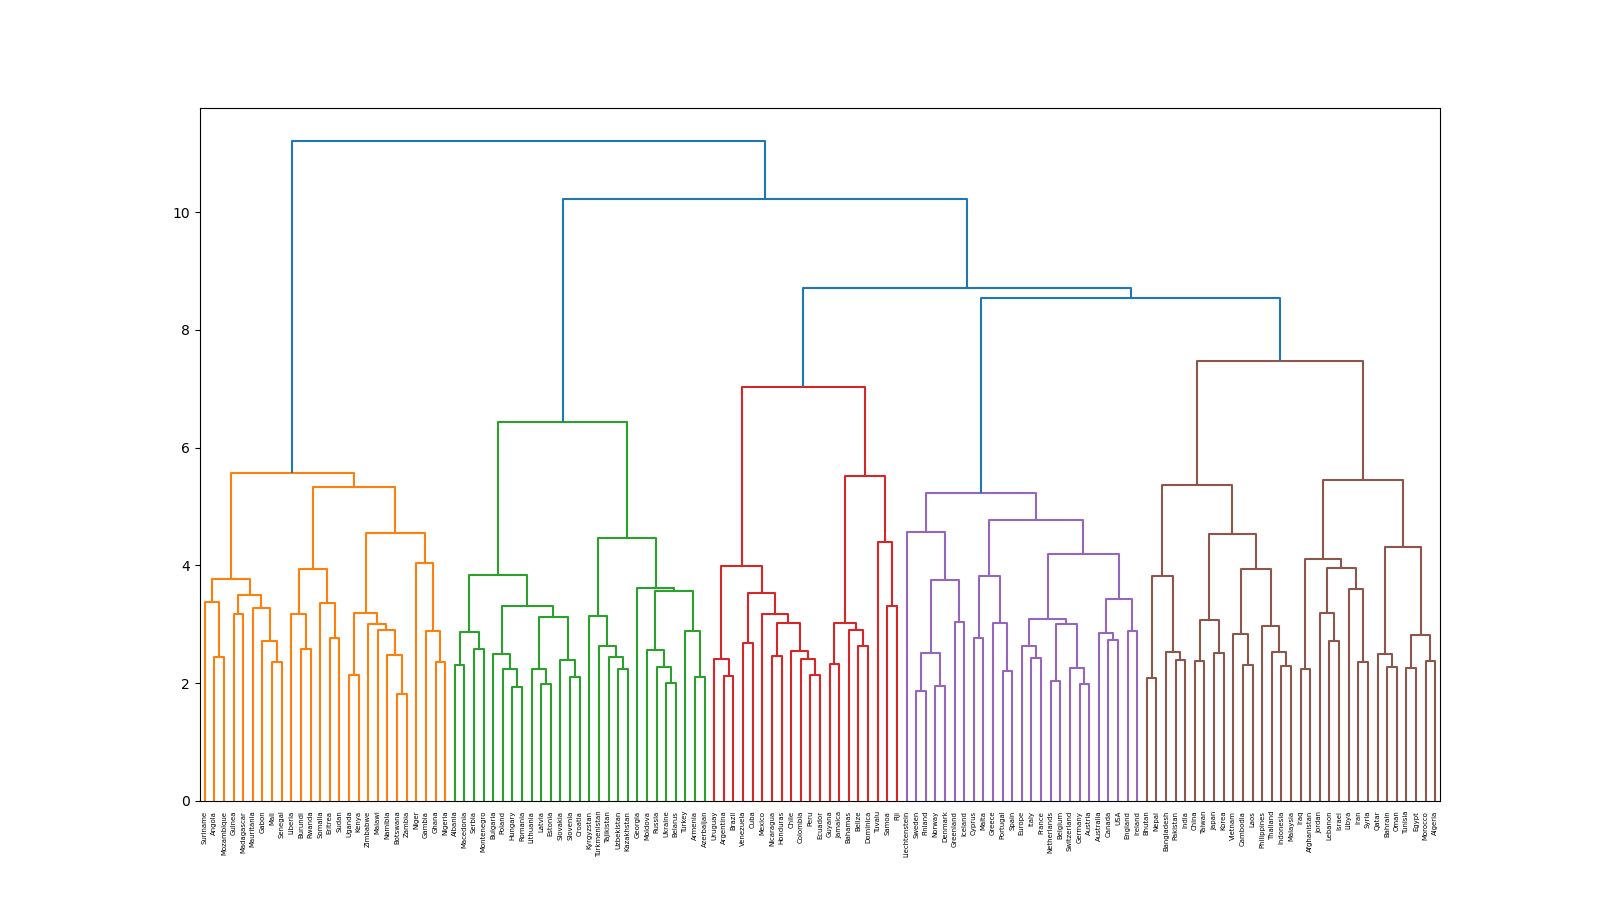 10
8
6
4
2
0
Suriname
Angola
Mozambique
Guinea
Madagascar
Mauritania
Gabon
Mali
Senegal
Liberia
Burundi
Rwanda
Somalia
Eritrea
Sudan
Uganda
Kenya
Zimbabwe
Malawi
Namibia
Botswana
Zambia
Niger
Gambia
Ghana
Nigeria
Albania
Macedonia
Serbia
Montenegro
Bulgaria
Poland
Hungary
Romania
Lithuania
Latvia
Estonia
Slovakia
Slovenia
Croatia
Kyrgyzstan
Turkmenistan
Tajikistan
Uzbekistan
Kazakhstan
Georgia
Moldova
Russia
Ukraine
Belarus
Turkey
Armenia
Azerbaijan
Uruguay
Argentina
Brazil
Venezuela
Cuba
Mexico
Nicaragua
Honduras
Chile
Colombia
Peru
Ecuador
Guyana
Jamaica
Bahamas
Belize
Dominica
Tuvalu
Samoa
Fiji
Liechtenstein
Sweden
Finland
Norway
Denmark
Greenland
Iceland
Cyprus
Malta
Greece
Portugal
Spain
Europe
Italy
France
Netherlands
Belgium
Switzerland
Germany
Austria
Australia
Canada
USA
England
Ireland
Bhutan
Nepal
Bangladesh
Pakistan
India
China
Taiwan
Japan
Korea
Vietnam
Cambodia
Laos
Philippines
Thailand
Indonesia
Malaysia
Iraq
Afghanistan
Jordan
Lebanon
Israel
Libya
Iran
Syria
Qatar
Bahrain
Oman
Tunisia
Egypt
Morocco
Algeria